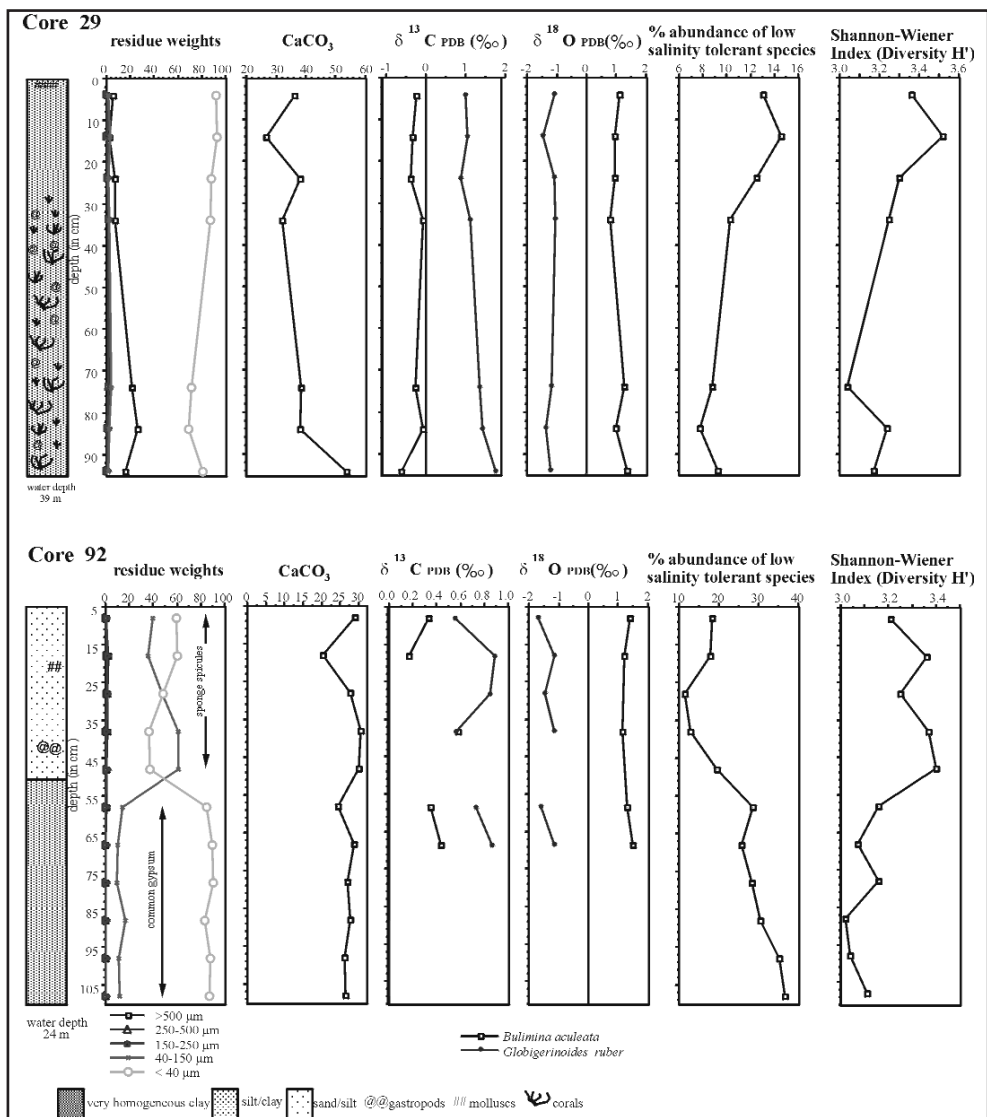 Core 29
residue weights
CaCO3
δ 13 C PDB (‰)
δ 18 O PDB(‰)
% abundance of low
salinity tolerant species
Shannon-Wiener
Index (Diversity H')
0 20 40 60 80 100
20 30 40 50 60
-1 0 1 2
-2 -1 0 1 2
6 8 10 12 14 16
3.0 3.2 3.4 3.6
0
10
20
30
40
50
60
70
80
90
depth (in cm)
water depth
39 m
Core 92
residue weights
CaCO3
δ 13 C PDB (‰)
δ 18 O PDB(‰)
% abundance of low
salinity tolerant species
Shannon-Wiener
Index (Diversity H')
0 20 40 60 80 100
0 5 10 15 20 25 30
0.0 0.2 0.4 0.6 0.8 1.0
-2 -1 0 1 2
10 20 30 40
3.0 3.2 3.4
5
15
25
35
45
55
65
75
85
95
105
depth (in cm)
##
@@
sponge spicules
common gypsum
water depth
24 m
>500 µm
250-500 µm
150-250 µm
40-150 µm
< 40 µm
Bulimina aculeata
Globigerinoides ruber
very homogeneous clay silt/clay sand/silt @@gastropods ## molluscs corals